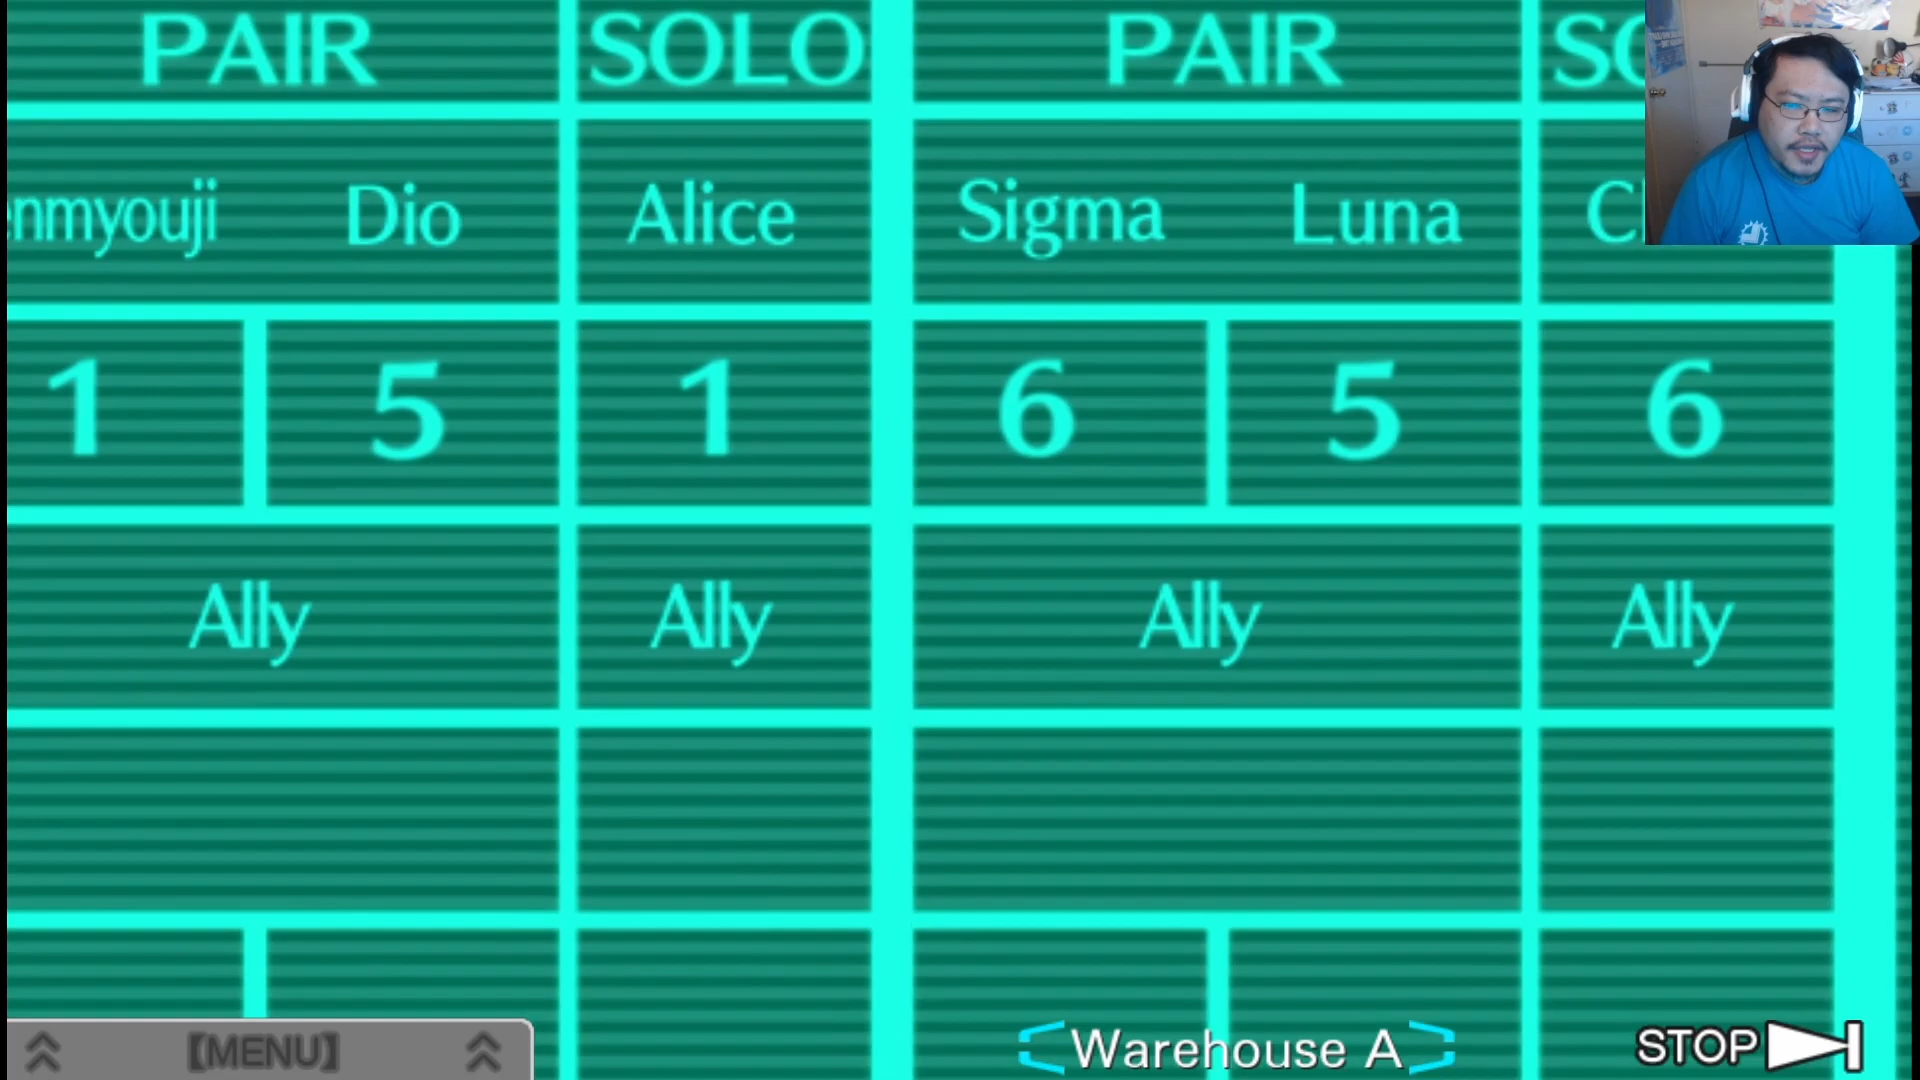 PAIR SOLO PAIR
Dio Alice Sigma Luna
1 5 1 6 5 6
Ally Ally Ally Ally
【MENU】 Warehouse A STOP